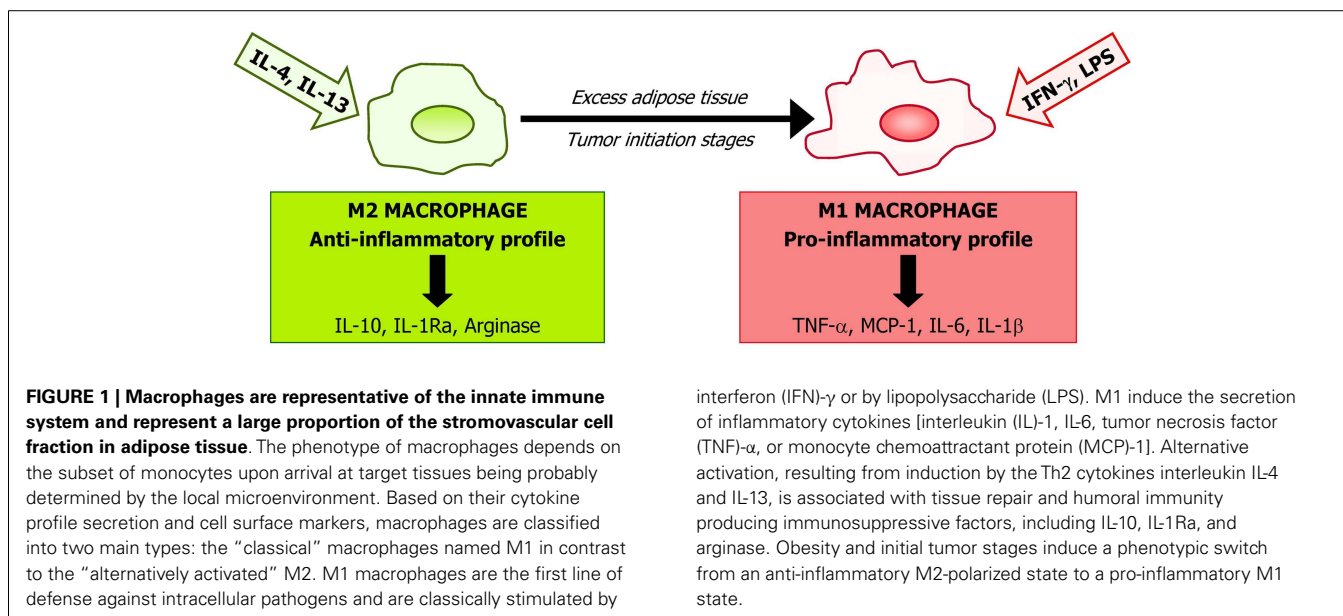 IL-4, IL-13
IFN-γ, LPS
Excess adipose tissue
Tumor initiation stages
M2 MACROPHAGE
Anti-inflammatory profile
IL-10, IL-1Ra, Arginase
M1 MACROPHAGE
Pro-inflammatory profile
TNF-α, MCP-1, IL-6, IL-1β
FIGURE 1 | Macrophages are representative of the innate immune
system and represent a large proportion of the stromovascular cell
fraction in adipose tissue. The phenotype of macrophages depends on
the subset of monocytes upon arrival at target tissues being probably
determined by the local microenvironment. Based on their cytokine
profile secretion and cell surface markers, macrophages are classified
into two main types: the “classical” macrophages named M1 in contrast
to the “alternatively activated” M2. M1 macrophages are the first line of
defense against intracellular pathogens and are classically stimulated by
interferon (IFN)-γ or by lipopolysaccharide (LPS). M1 induce the secretion
of inflammatory cytokines [interleukin (IL)-1, IL-6, tumor necrosis factor
(TNF)-α, or monocyte chemoattractant protein (MCP)-1]. Alternative
activation, resulting from induction by the Th2 cytokines interleukin IL-4
and IL-13, is associated with tissue repair and humoral immunity
producing immunosuppressive factors, including IL-10, IL-1Ra, and
arginase. Obesity and initial tumor stages induce a phenotypic switch
from an anti-inflammatory M2-polarized state to a pro-inflammatory M1
state.